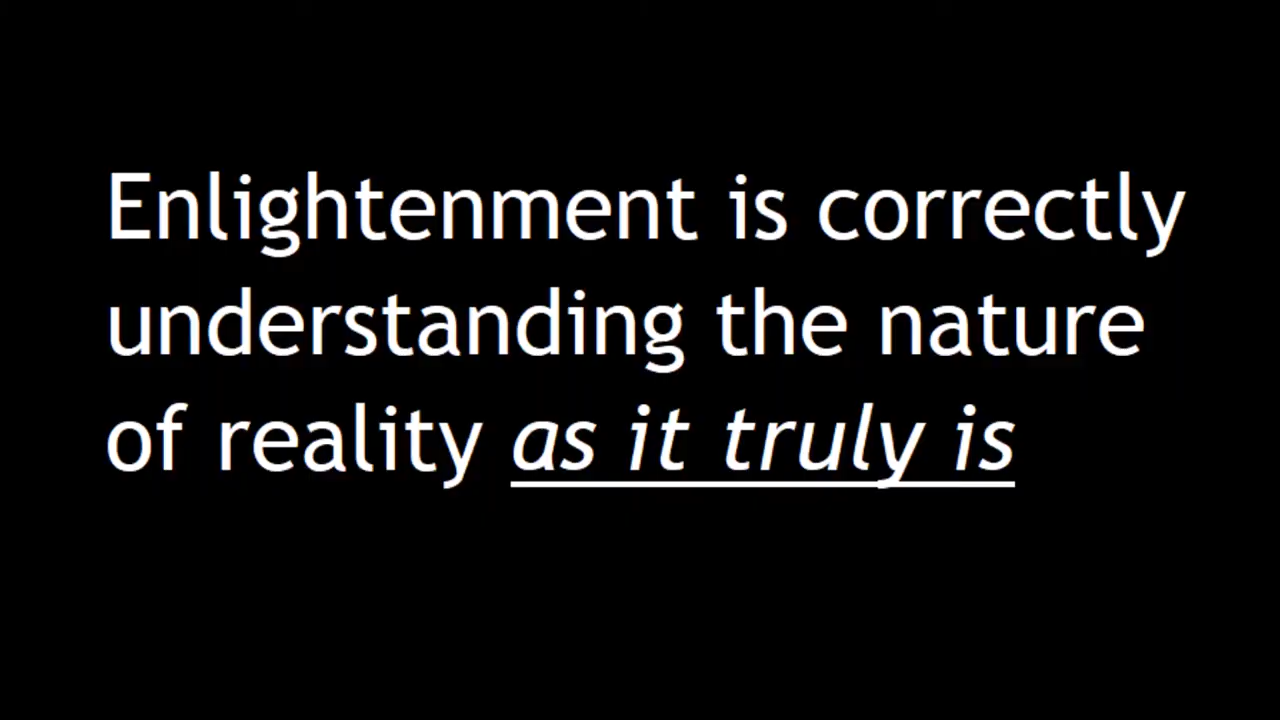 Enlightenment is correctly
understanding the nature
of reality as it truly is